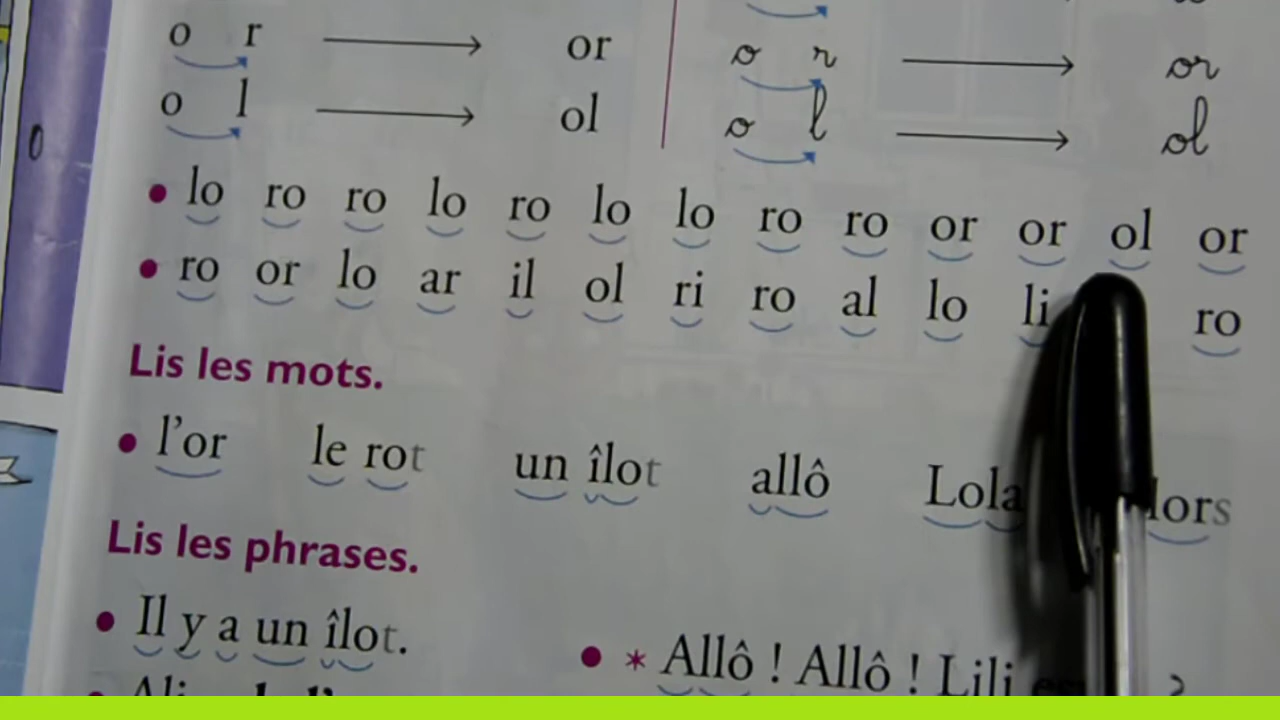 o r → or
o r → or
o l → ol
o l → ol
lo ro ro lo ro lo lo ro ro or or ol or
ro or lo ar il ol ri ro al lo li ro
Lis les mots.
l'or le rot un îlot allô Lola
Lis les phrases.
Il y a un îlot.
* Allô ! Allô ! Lili